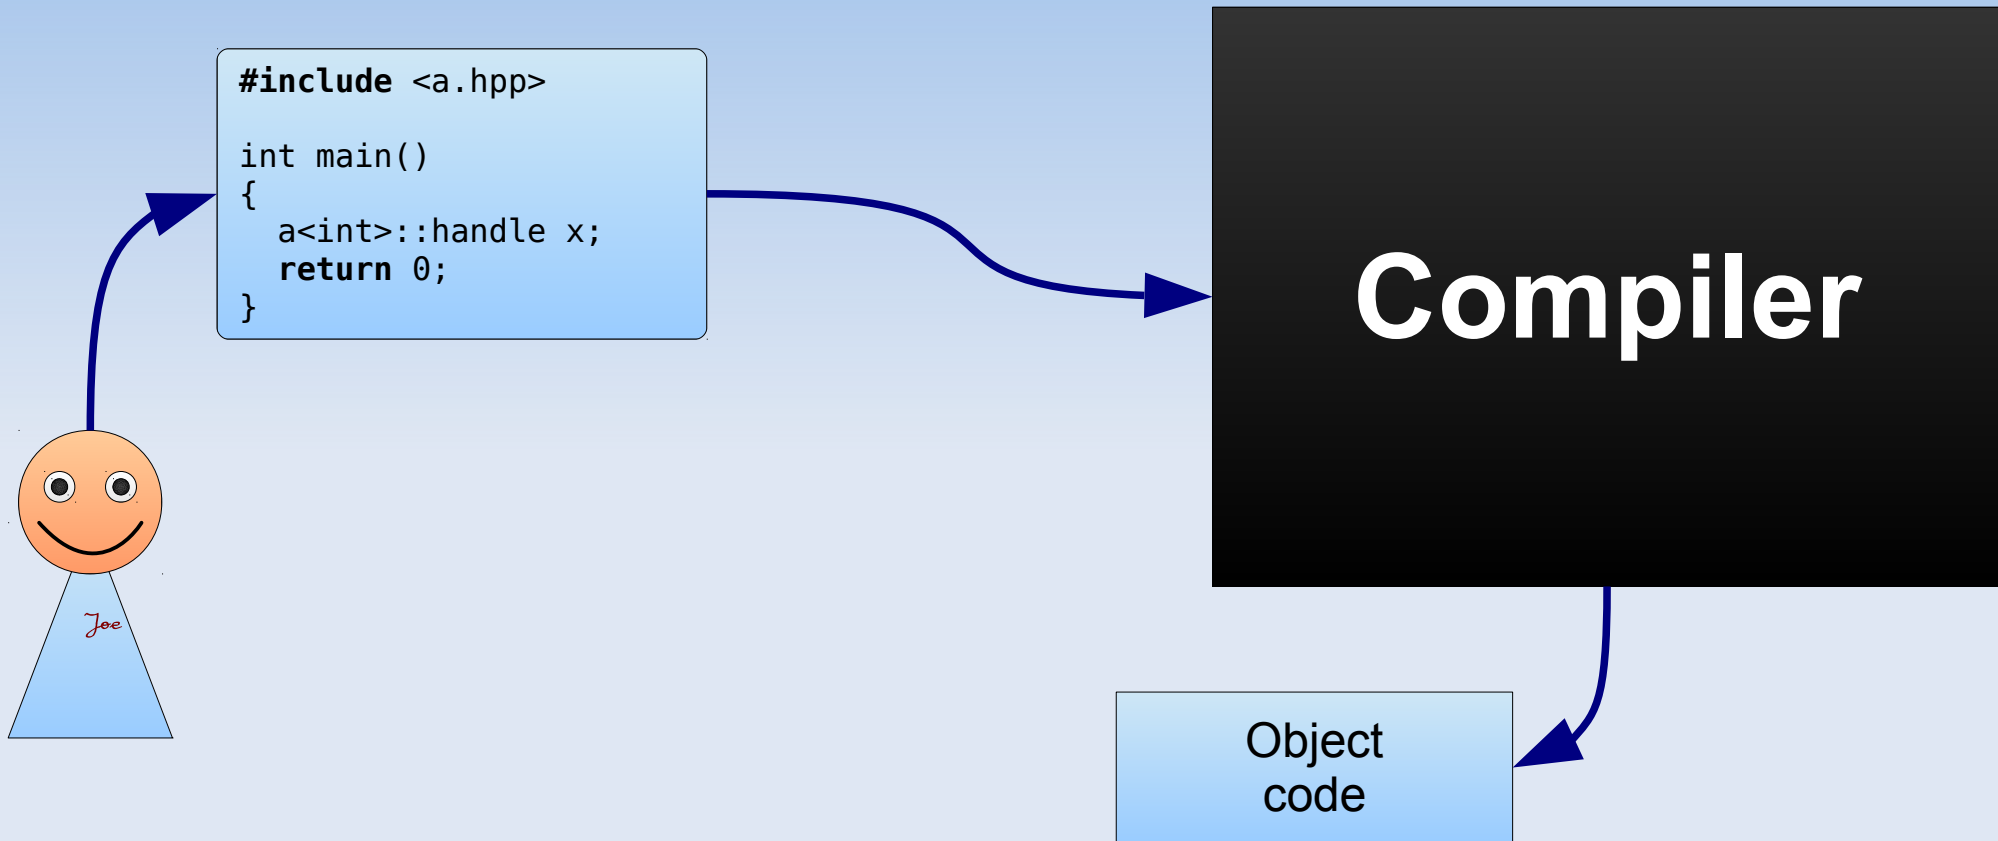 #include <a.hpp>

int main()
{
  a<int>::handle x;
  return 0;
}
Compiler
Joe
Object
code